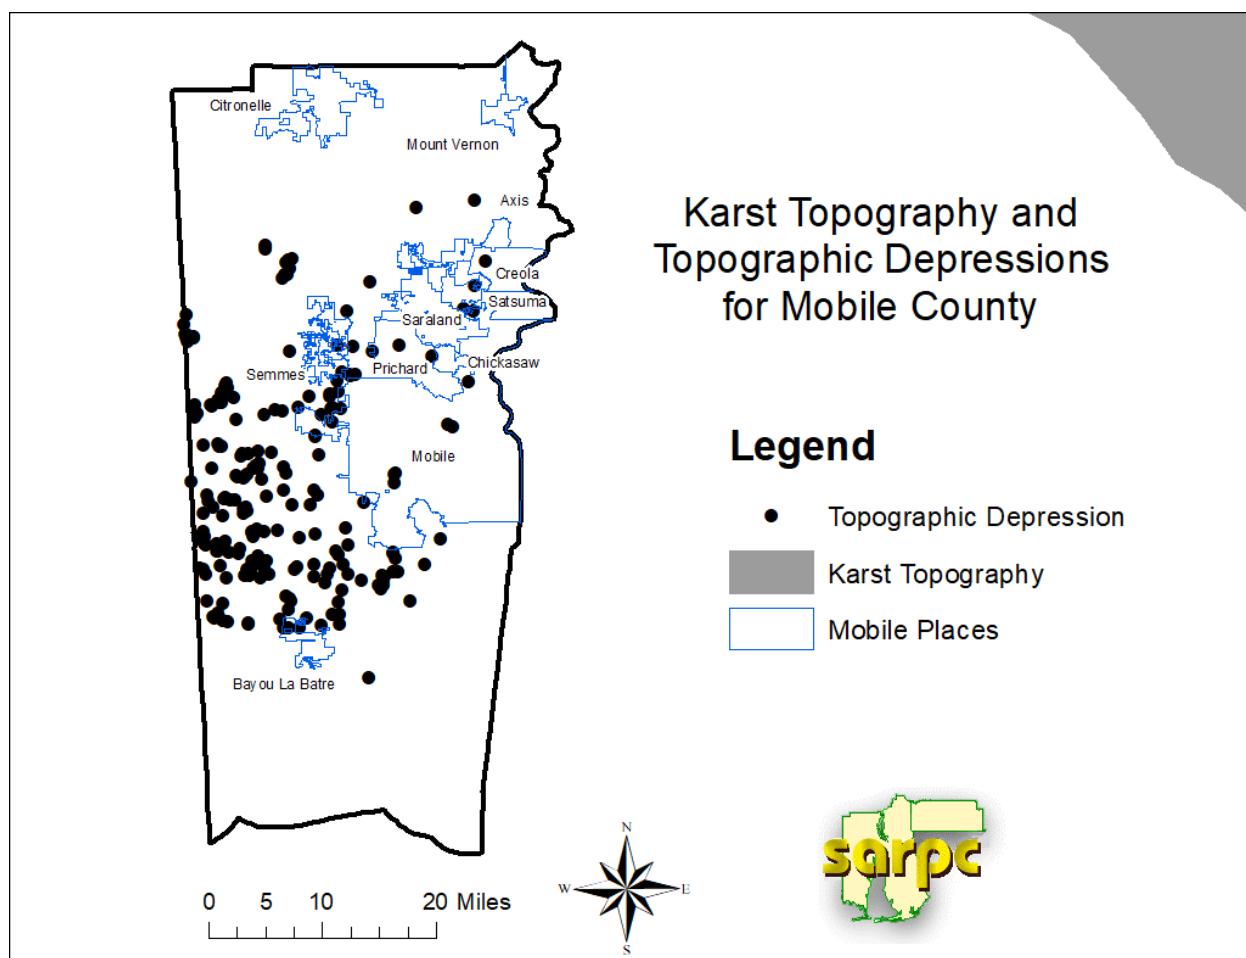 Citronelle
Mount Vernon
Axis
Karst Topography and
Topographic Depressions
for Mobile County
Creola
Satsuma
Saraland
Chickasaw
Prichard
Semmes
Mobile
Legend
Topographic Depression
Karst Topography
Mobile Places
Bayou La Batre
N
W
E
S
sarpc
0 5 10 20 Miles